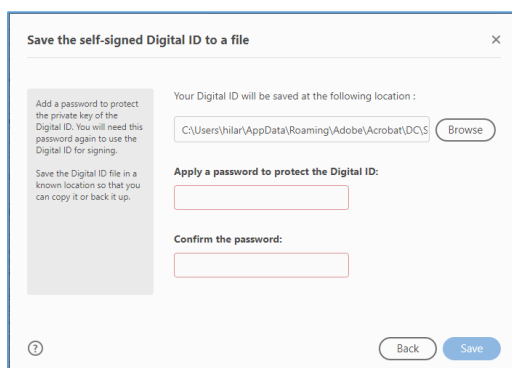 Save the self-signed Digital ID to a file
Add a password to protect
the private key of the
Digital ID. You will need this
password again to use the
Digital ID for signing.
Save the Digital ID file in a
known location so that you
can copy it or back it up.
Your Digital ID will be saved at the following location :
C:\Users\hilar\AppData\Roaming\Adobe\Acrobat\DC\S
Browse
Apply a password to protect the Digital ID:
Confirm the password:
?
Back
Save